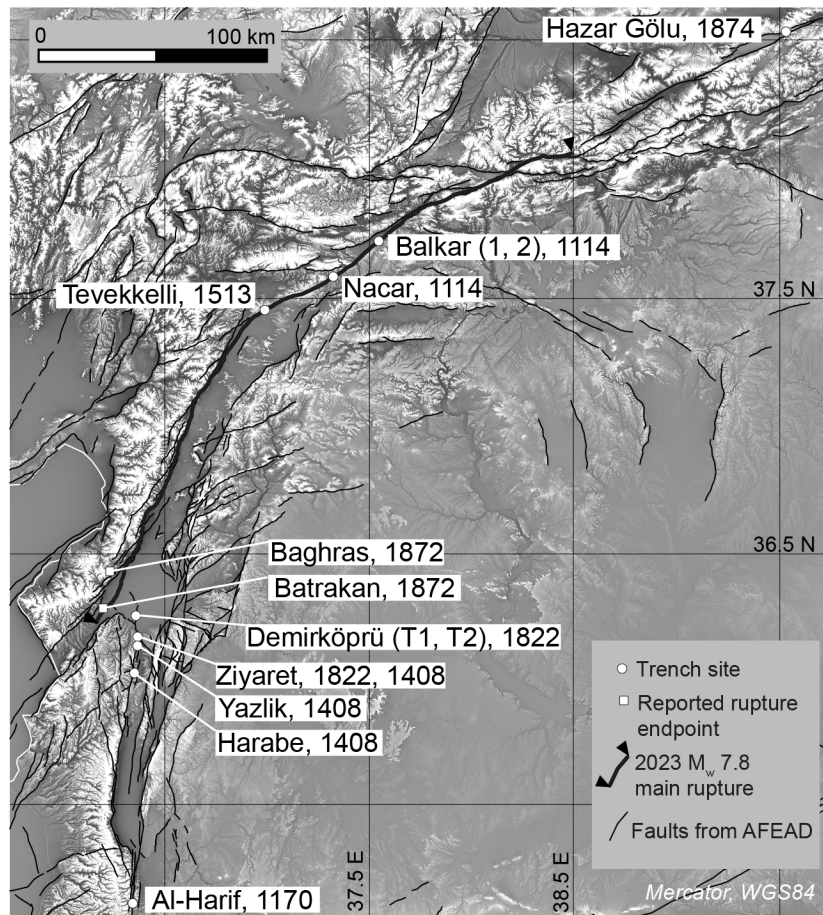 0 100 km
Hazar Gölu, 1874
Balkar (1, 2), 1114
Nacar, 1114
Tevekkelli, 1513
37.5 N
36.5 N
Baghras, 1872
Batrakan, 1872
Demirköprü (T1, T2), 1822
Ziyaret, 1822, 1408
Yazlik, 1408
Harabe, 1408
Trench site
Reported rupture
endpoint
2023 Mw 7.8
main rupture
Faults from AFEAD
37.5 E
38.5 E
Mercator, WGS84
Al-Harif, 1170